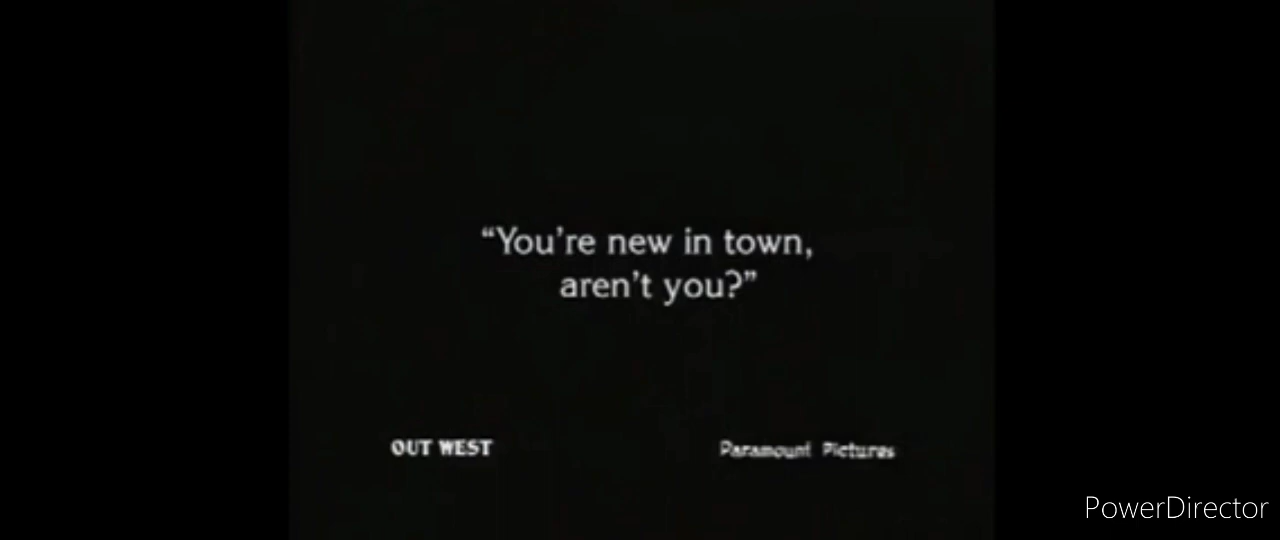 “You’re new in town,
aren’t you?”
OUT WEST
Paramount Pictures
PowerDirector